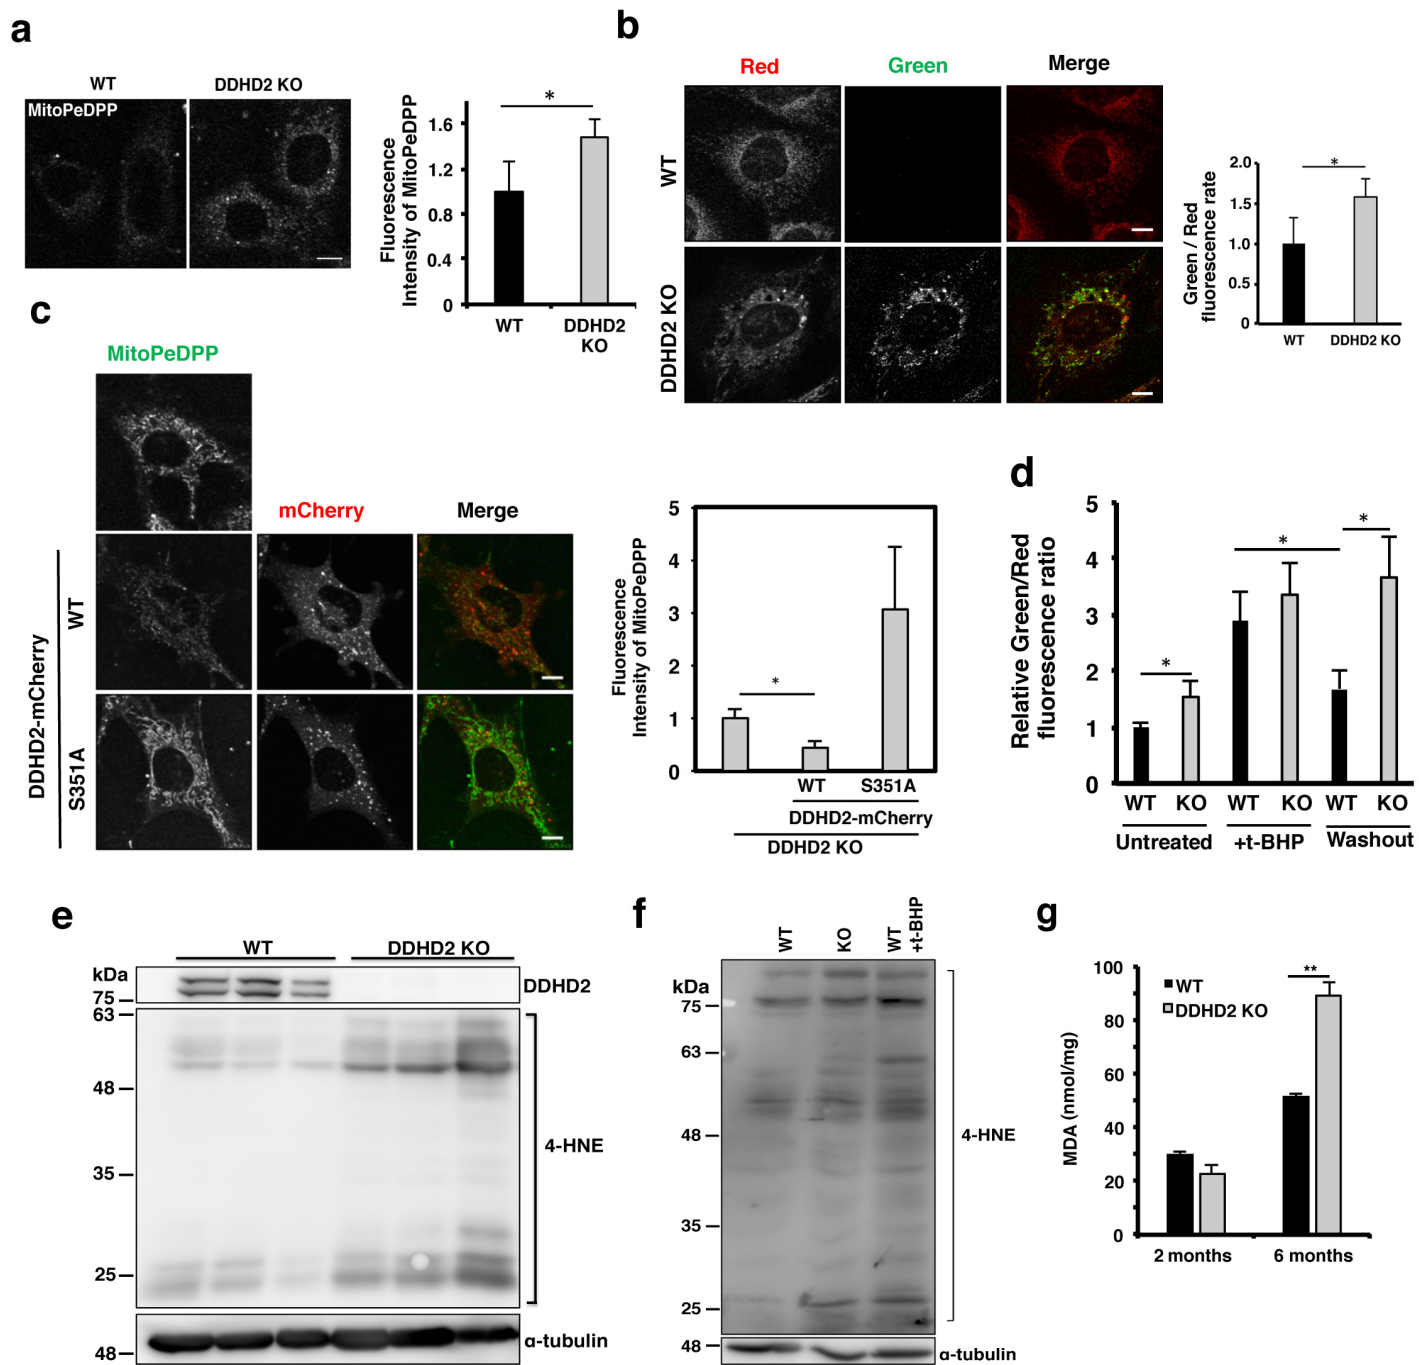 a
WT
DDHD2 KO
MitoPeDPP
Fluorescence
Intensity of MitoPeDPP
1.6
1.2
0.8
0.4
0
*
WT
DDHD2
KO
b
Red
Green
Merge
WT
DDHD2 KO
Green / Red
fluorescence rate
2.0
1.5
1.0
0.5
0
*
WT
DDHD2 KO
c
MitoPeDPP
mCherry
Merge
DDHD2-mCherry
WT
S351A
Fluorescence
Intensity of MitoPeDPP
5
4
3
2
1
0
*
WT
S351A
DDHD2-mCherry
DDHD2 KO
d
Relative Green/Red
fluorescence ratio
5
4
3
2
1
0
*
*
*
WT KO WT KO WT KO
Untreated +t-BHP Washout
e
WT
DDHD2 KO
kDa
75
63
48
35
25
48
DDHD2
4-HNE
α-tubulin
f
WT
KO
WT
+t-BHP
kDa
75
63
48
35
25
48
4-HNE
α-tubulin
g
MDA (nmol/mg)
100
80
60
40
20
0
WT
DDHD2 KO
**
2 months
6 months